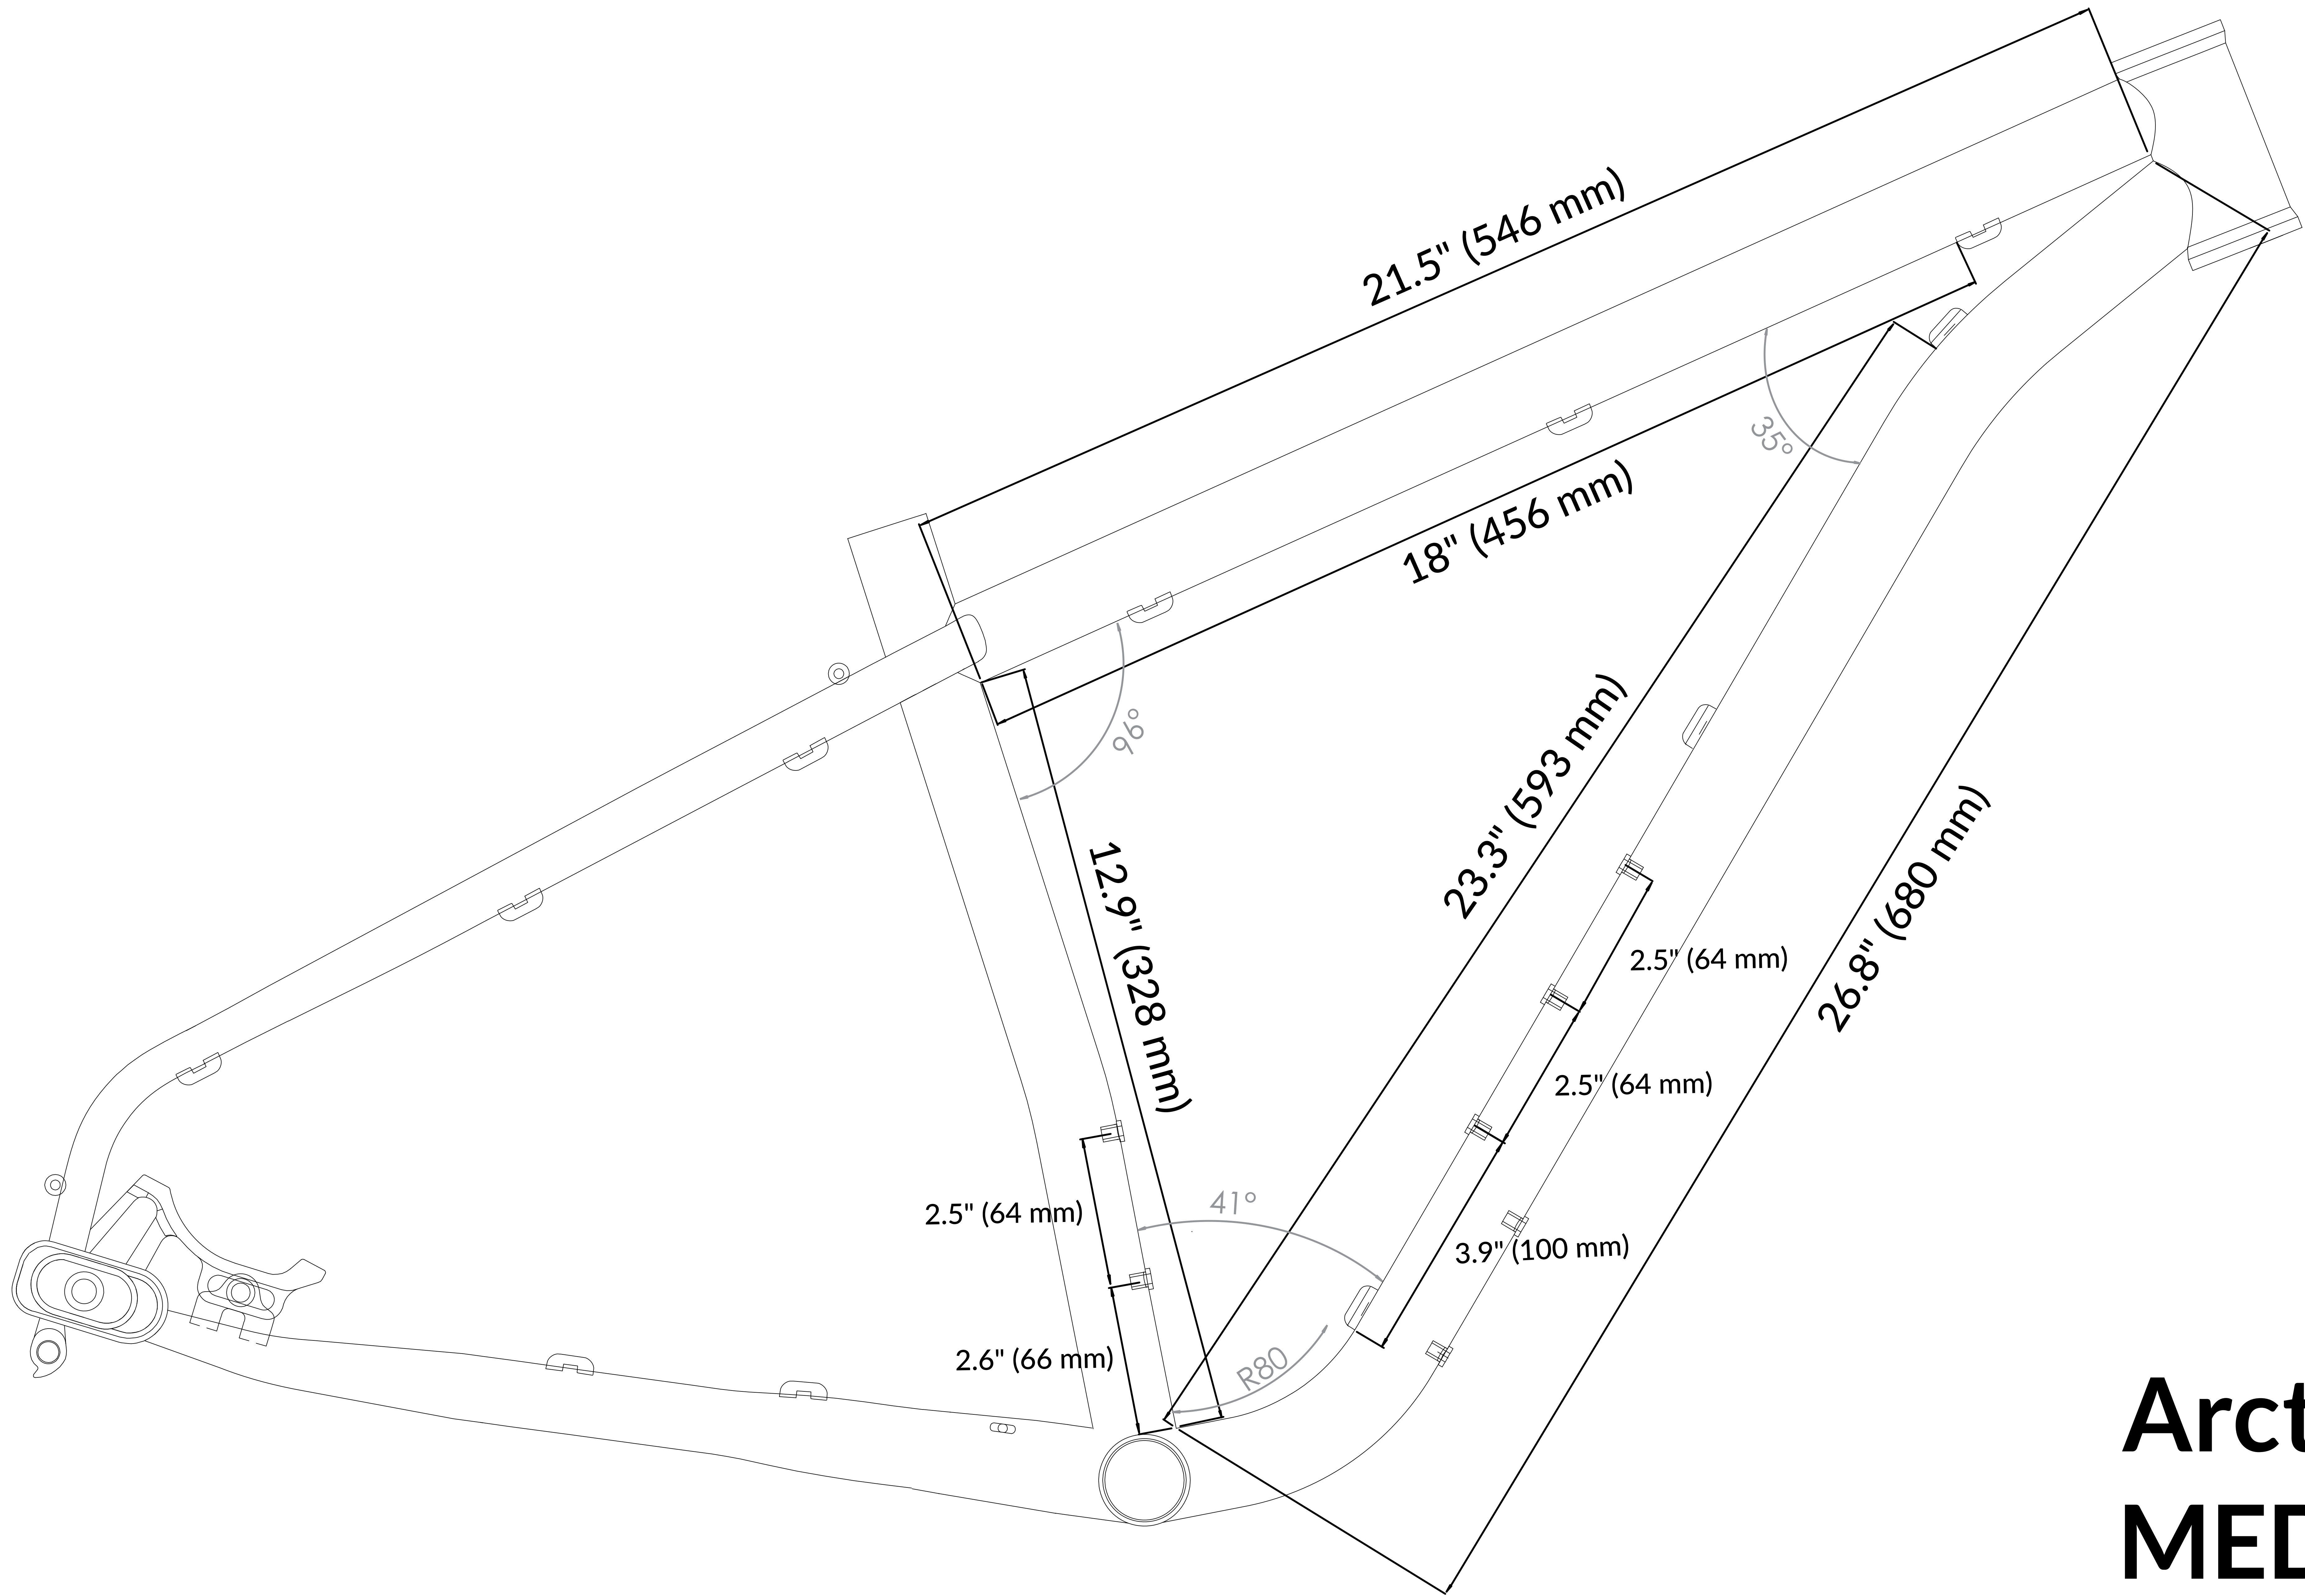 21.5" (546 mm)
18" (456 mm)
35°
96°
23.3" (593 mm)
12.9" (328 mm)
26.8" (680 mm)
2.5" (64 mm)
2.5" (64 mm)
2.5" (64 mm)
41°
3.9" (100 mm)
2.6" (66 mm)
R80
Arct
MED